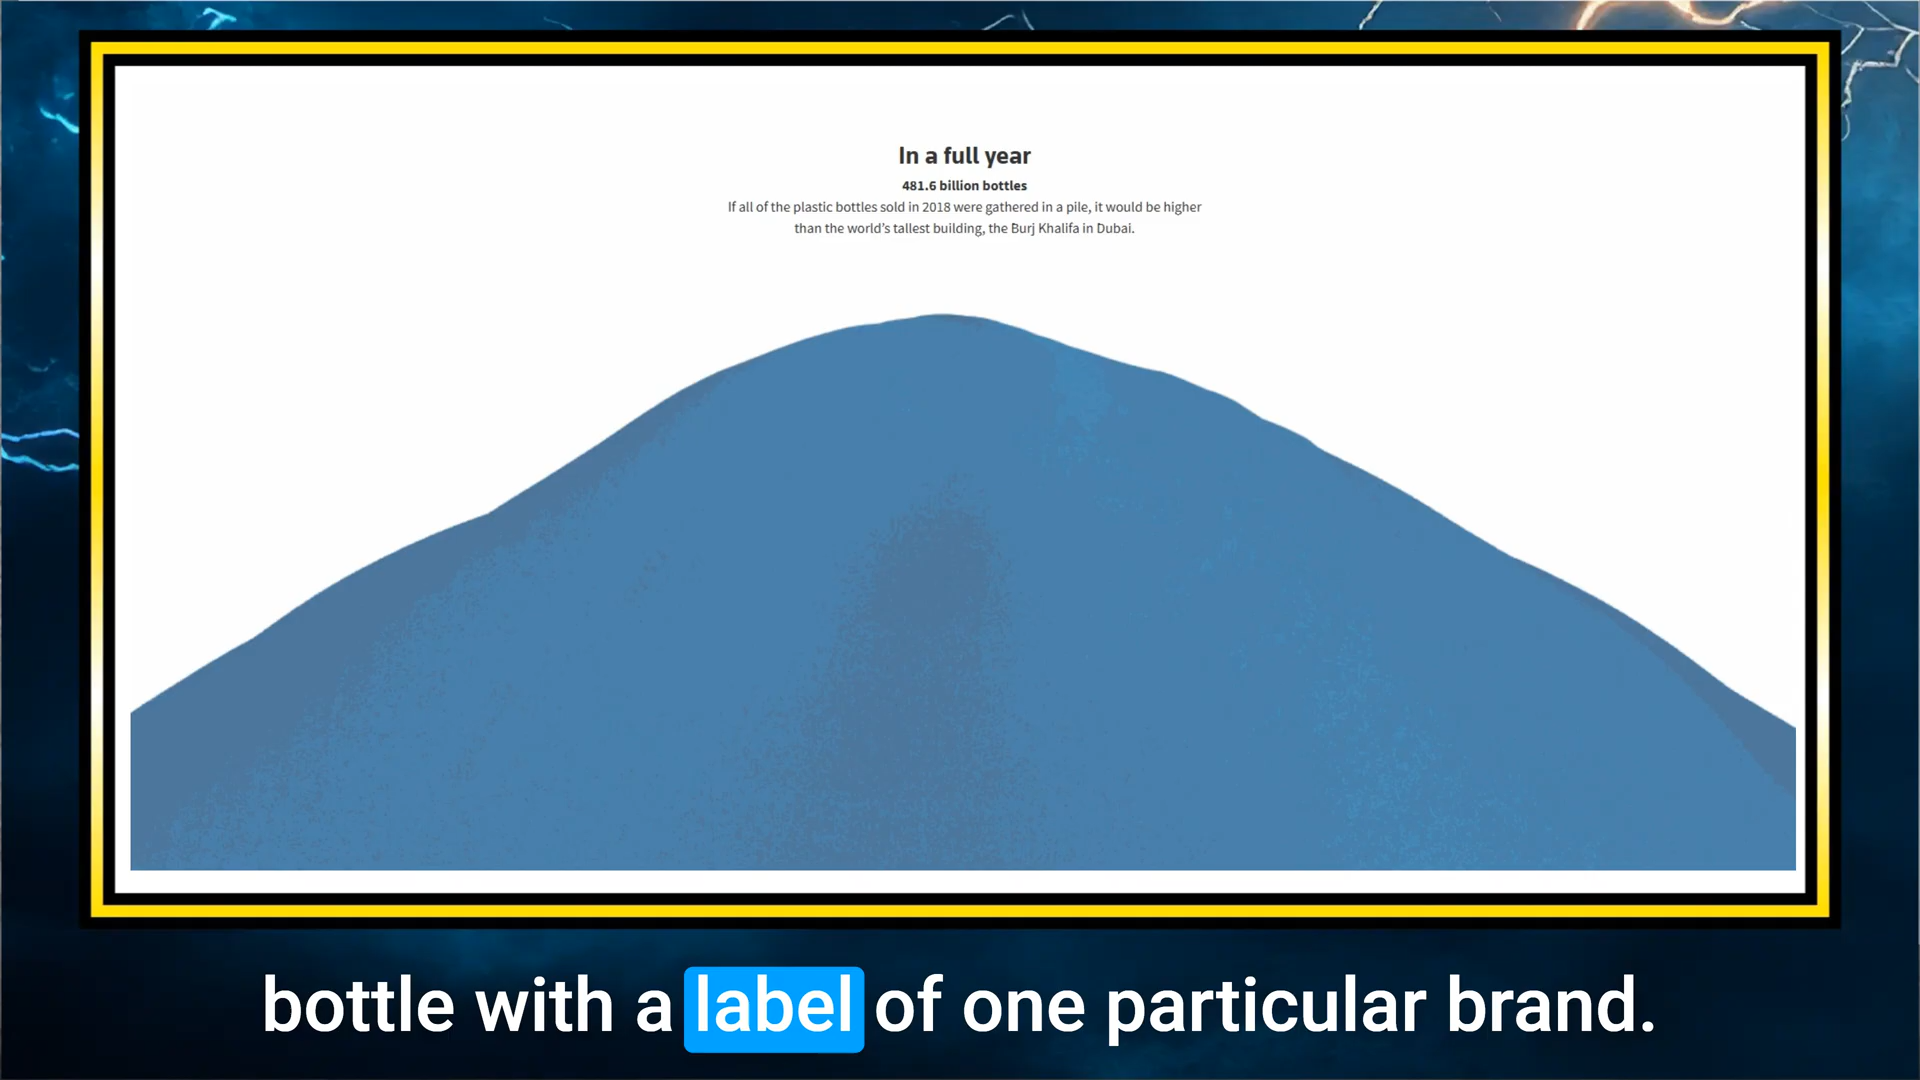 In a full year
481.6 billion bottles
If all of the plastic bottles sold in 2018 were gathered in a pile, it would be higher
than the world’s tallest building, the Burj Khalifa in Dubai.
bottle with a label of one particular brand.